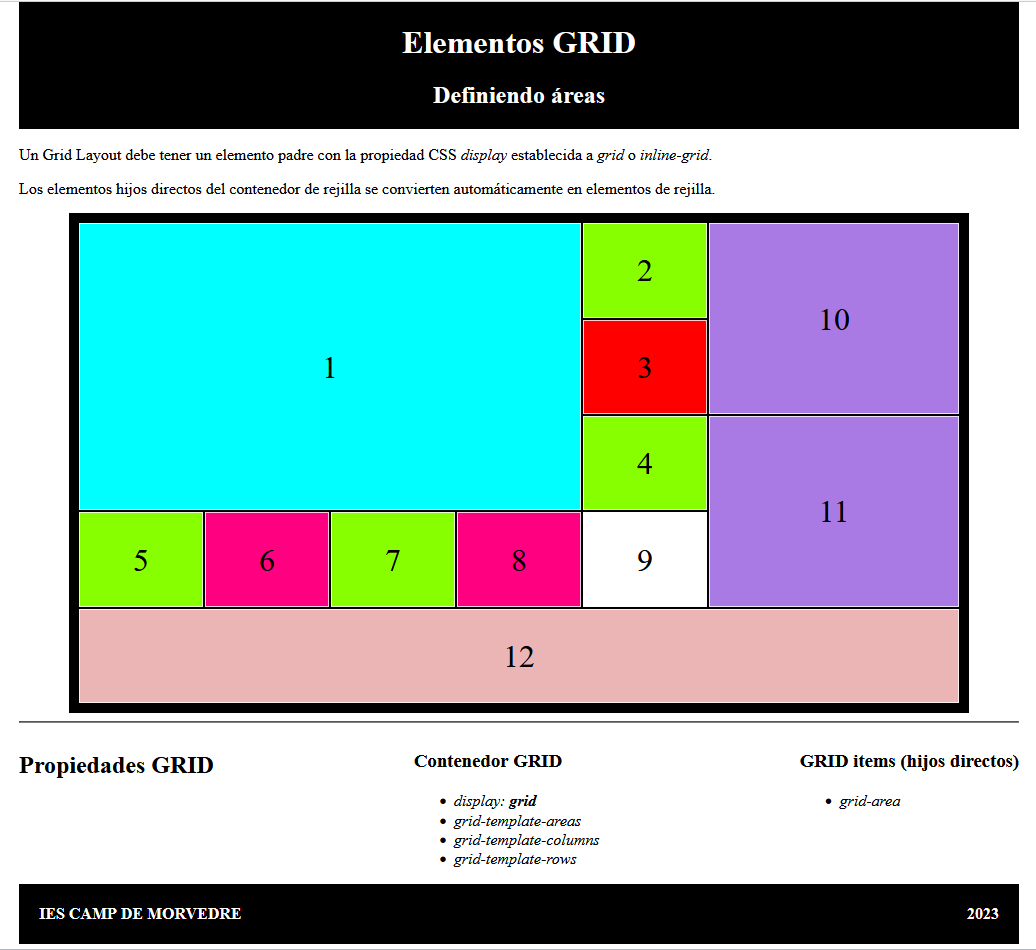 Elementos GRID
Definiendo áreas
Un Grid Layout debe tener un elemento padre con la propiedad CSS display establecida a grid o inline-grid.
Los elementos hijos directos del contenedor de rejilla se convierten automáticamente en elementos de rejilla.
1
2
3
4
10
11
5
6
7
8
9
12
Propiedades GRID
Contenedor GRID
display: grid
grid-template-areas
grid-template-columns
grid-template-rows
GRID items (hijos directos)
grid-area
IES CAMP DE MORVEDRE
2023